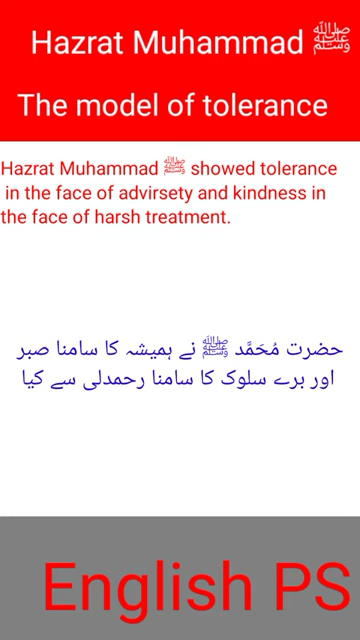 Hazrat Muhammad ﷺ
The model of tolerance
Hazrat Muhammad ﷺ showed tolerance
in the face of advirsety and kindness in
the face of harsh treatment.
حضرت مُحَمَّد ﷺ نے ہمیشہ کا سامنا صبر
اور برے سلوک کا سامنا رحمدلی سے کیا
English PS